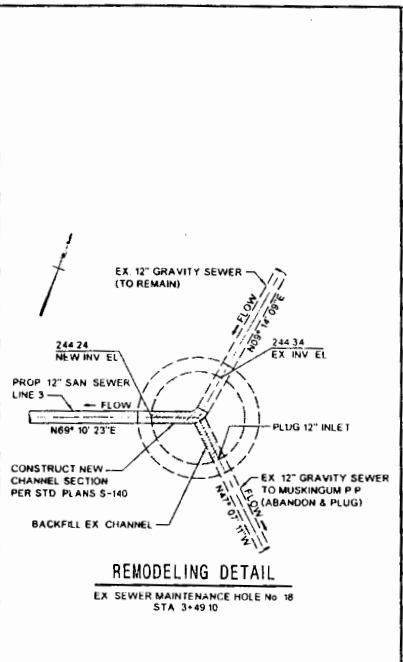 EX. 12" GRAVITY SEWER
(TO REMAIN)
FLOW
N09° 14' 09"E
244 24
NEW INV EL
244 34
EX INV EL
PROP 12" SAN SEWER
LINE 3
FLOW
N69° 10' 23"E
PLUG 12" INLET
CONSTRUCT NEW
CHANNEL SECTION
PER STD PLANS S-140
EX 12" GRAVITY SEWER
TO MUSKINGUM P P
(ABANDON & PLUG)
FLOW
N47° 07' 11"W
BACKFILL EX CHANNEL
REMODELING DETAIL
EX SEWER MAINTENANCE HOLE No 18
STA 3+49 10